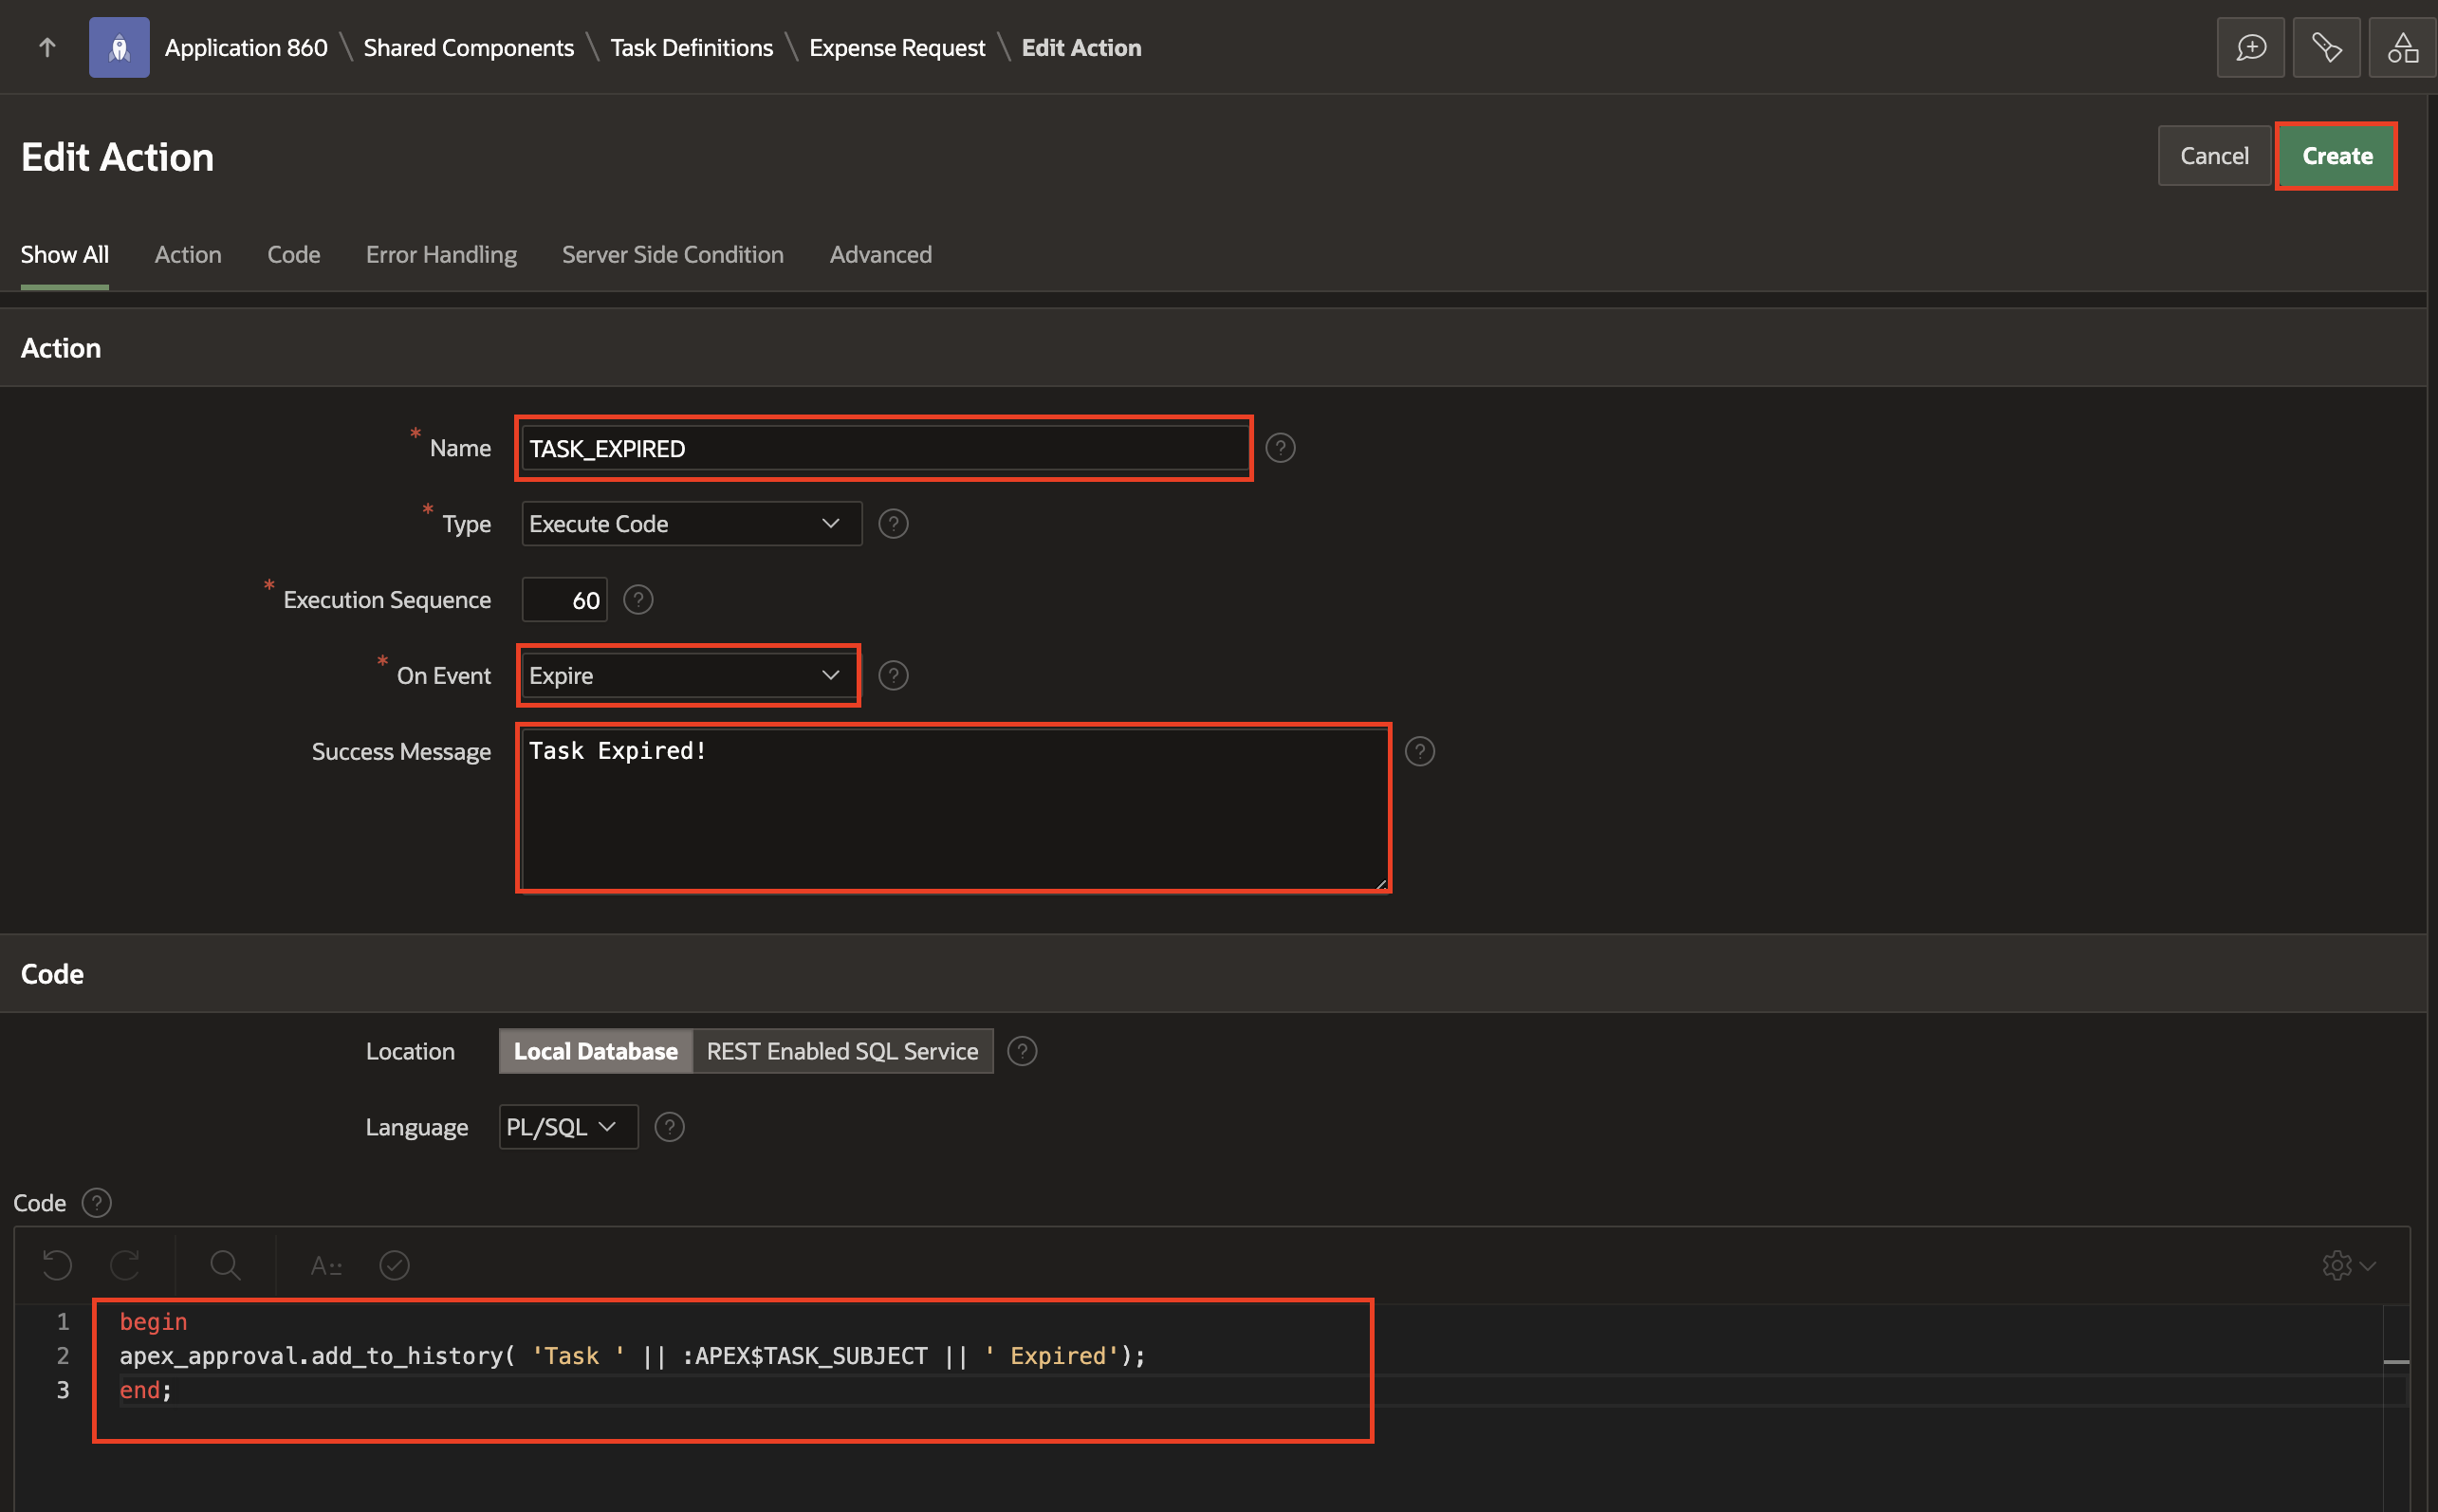 Application 860 \ Shared Components \ Task Definitions \ Expense Request \ Edit Action
Edit Action
Cancel
Create
Show All
Action
Code
Error Handling
Server Side Condition
Advanced
Action
* Name
TASK_EXPIRED
* Type
Execute Code
* Execution Sequence
60
* On Event
Expire
Success Message
Task Expired!
Code
Location
Local Database
REST Enabled SQL Service
Language
PL/SQL
Code
1 begin
2 apex_approval.add_to_history( 'Task ' || :APEX$TASK_SUBJECT || ' Expired');
3 end;